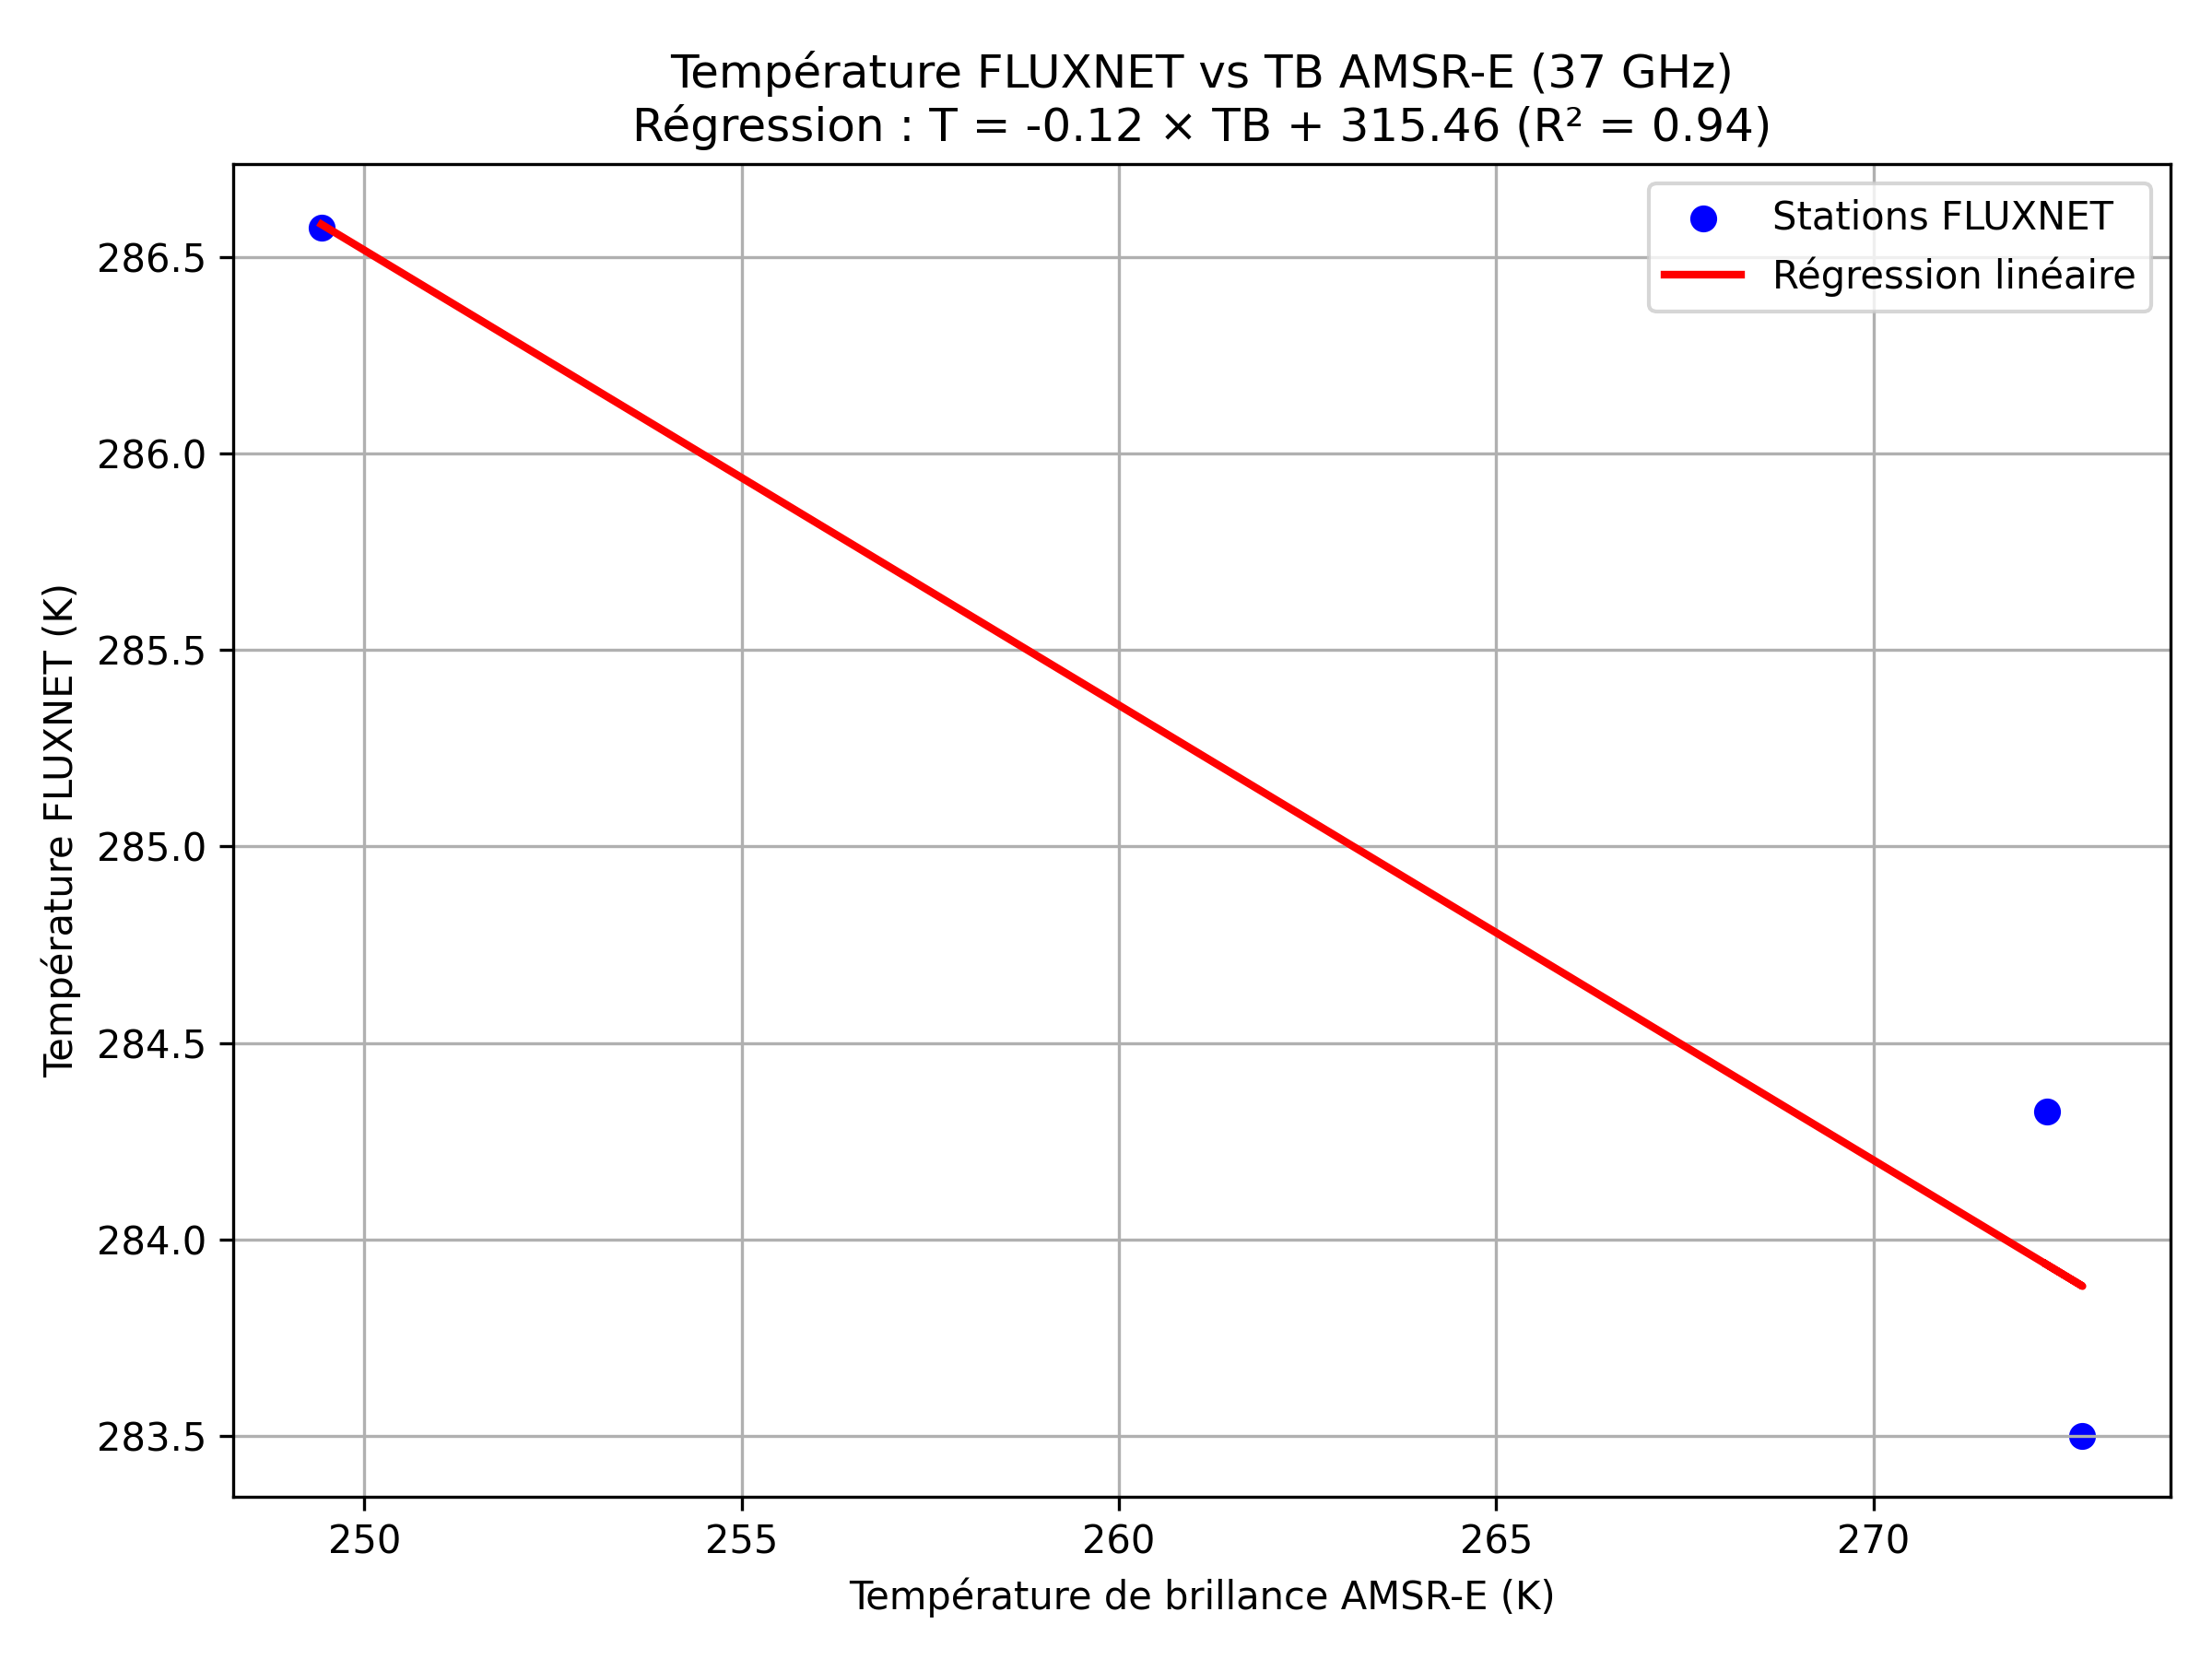 Température FLUXNET vs TB AMSR-E (37 GHz)
Régression : T = -0.12 × TB + 315.46 (R² = 0.94)
Stations FLUXNET
Régression linéaire
Température FLUXNET (K)
286.5
286.0
285.5
285.0
284.5
284.0
283.5
250 255 260 265 270
Température de brillance AMSR-E (K)